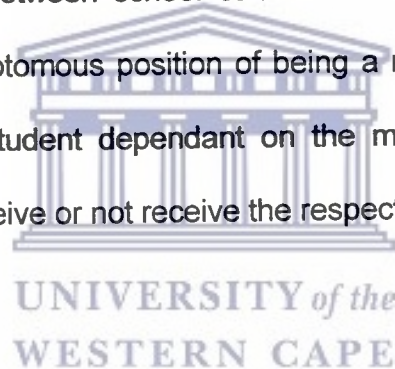 otomous position of being a
tudent dependant on the
eive or not receive the respect
UNIVERSITY of the
WESTERN CAPE